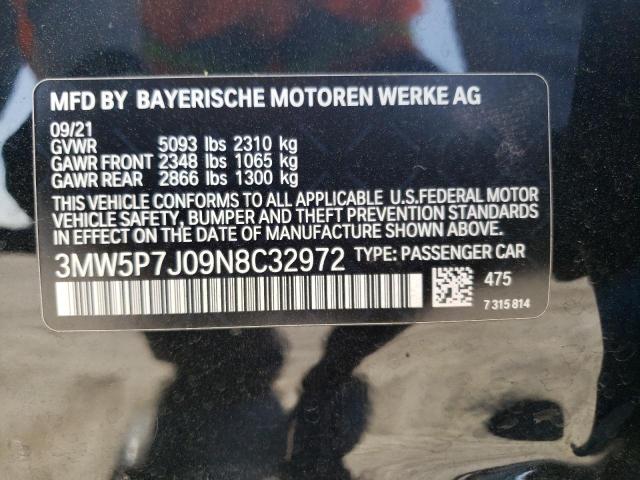 MFD BY BAYERISCHE MOTOREN WERKE AG
09/21
GVWR 5093 lbs 2310 kg
GAWR FRONT 2348 lbs 1065 kg
GAWR REAR 2866 lbs 1300 kg
THIS VEHICLE CONFORMS TO ALL APPLICABLE U.S.FEDERAL MOTOR
VEHICLE SAFETY, BUMPER AND THEFT PREVENTION STANDARDS
IN EFFECT ON THE DATE OF MANUFACTURE SHOWN ABOVE.
3MW5P7J09N8C32972 TYPE: PASSENGER CAR
475
7 315 814